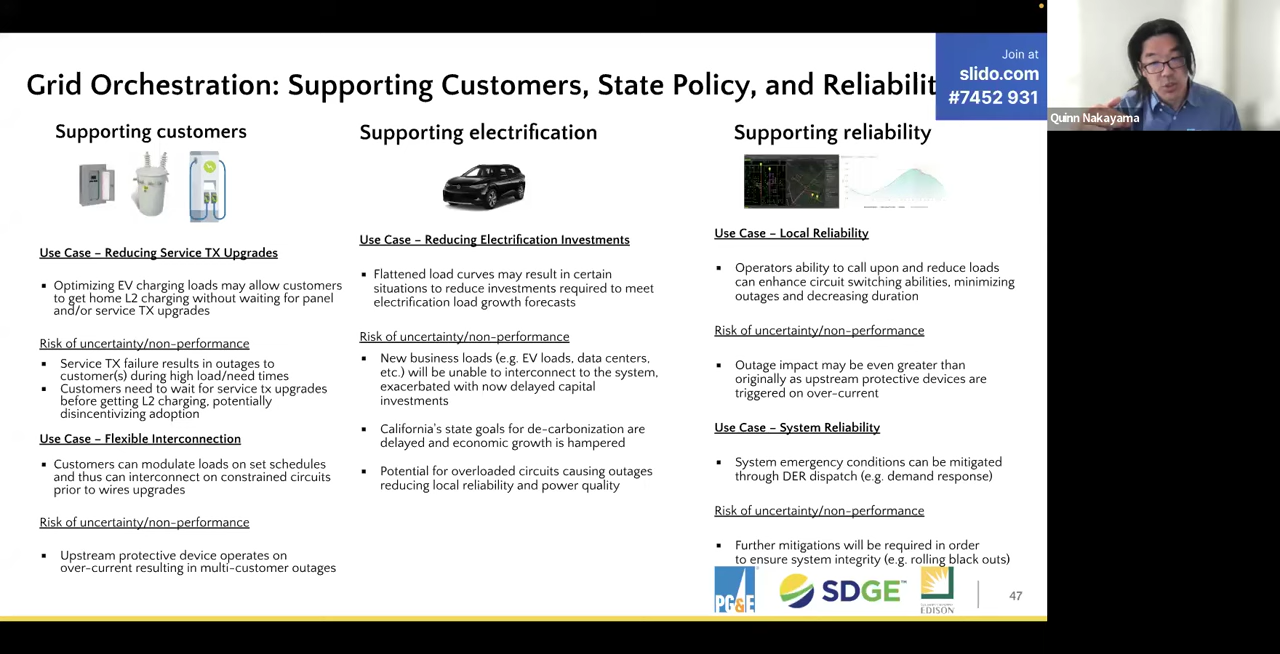 Grid Orchestration: Supporting Customers, State Policy, and Reliabilit
Join at
slido.com
#7452 931
Quinn Nakayama
Supporting customers
Use Case – Reducing Service TX Upgrades
▪ Optimizing EV charging loads may allow customers
to get home L2 charging without waiting for panel
and/or service TX upgrades
Risk of uncertainty/non-performance
▪ Service TX failure results in outages to
customer(s) during high load/need times
▪ Customers need to wait for service tx upgrades
before getting L2 charging, potentially
disincentivizing adoption
Use Case – Flexible Interconnection
▪ Customers can modulate loads on set schedules
and thus can interconnect on constrained circuits
prior to wires upgrades
Risk of uncertainty/non-performance
▪ Upstream protective device operates on
over-current resulting in multi-customer outages
Supporting electrification
Use Case – Reducing Electrification Investments
▪ Flattened load curves may result in certain
situations to reduce investments required to meet
electrification load growth forecasts
Risk of uncertainty/non-performance
▪ New business loads (e.g. EV loads, data centers,
etc.) will be unable to interconnect to the system,
exacerbated with now delayed capital
investments
▪ California's state goals for de-carbonization are
delayed and economic growth is hampered
▪ Potential for overloaded circuits causing outages
reducing local reliability and power quality
Supporting reliability
Use Case – Local Reliability
▪ Operators ability to call upon and reduce loads
can enhance circuit switching abilities, minimizing
outages and decreasing duration
Risk of uncertainty/non-performance
▪ Outage impact may be even greater than
originally as upstream protective devices are
triggered on over-current
Use Case – System Reliability
▪ System emergency conditions can be mitigated
through DER dispatch (e.g. demand response)
Risk of uncertainty/non-performance
▪ Further mitigations will be required in order
to ensure system integrity (e.g. rolling black outs)
PG&E
SDGE™
EDISON
47